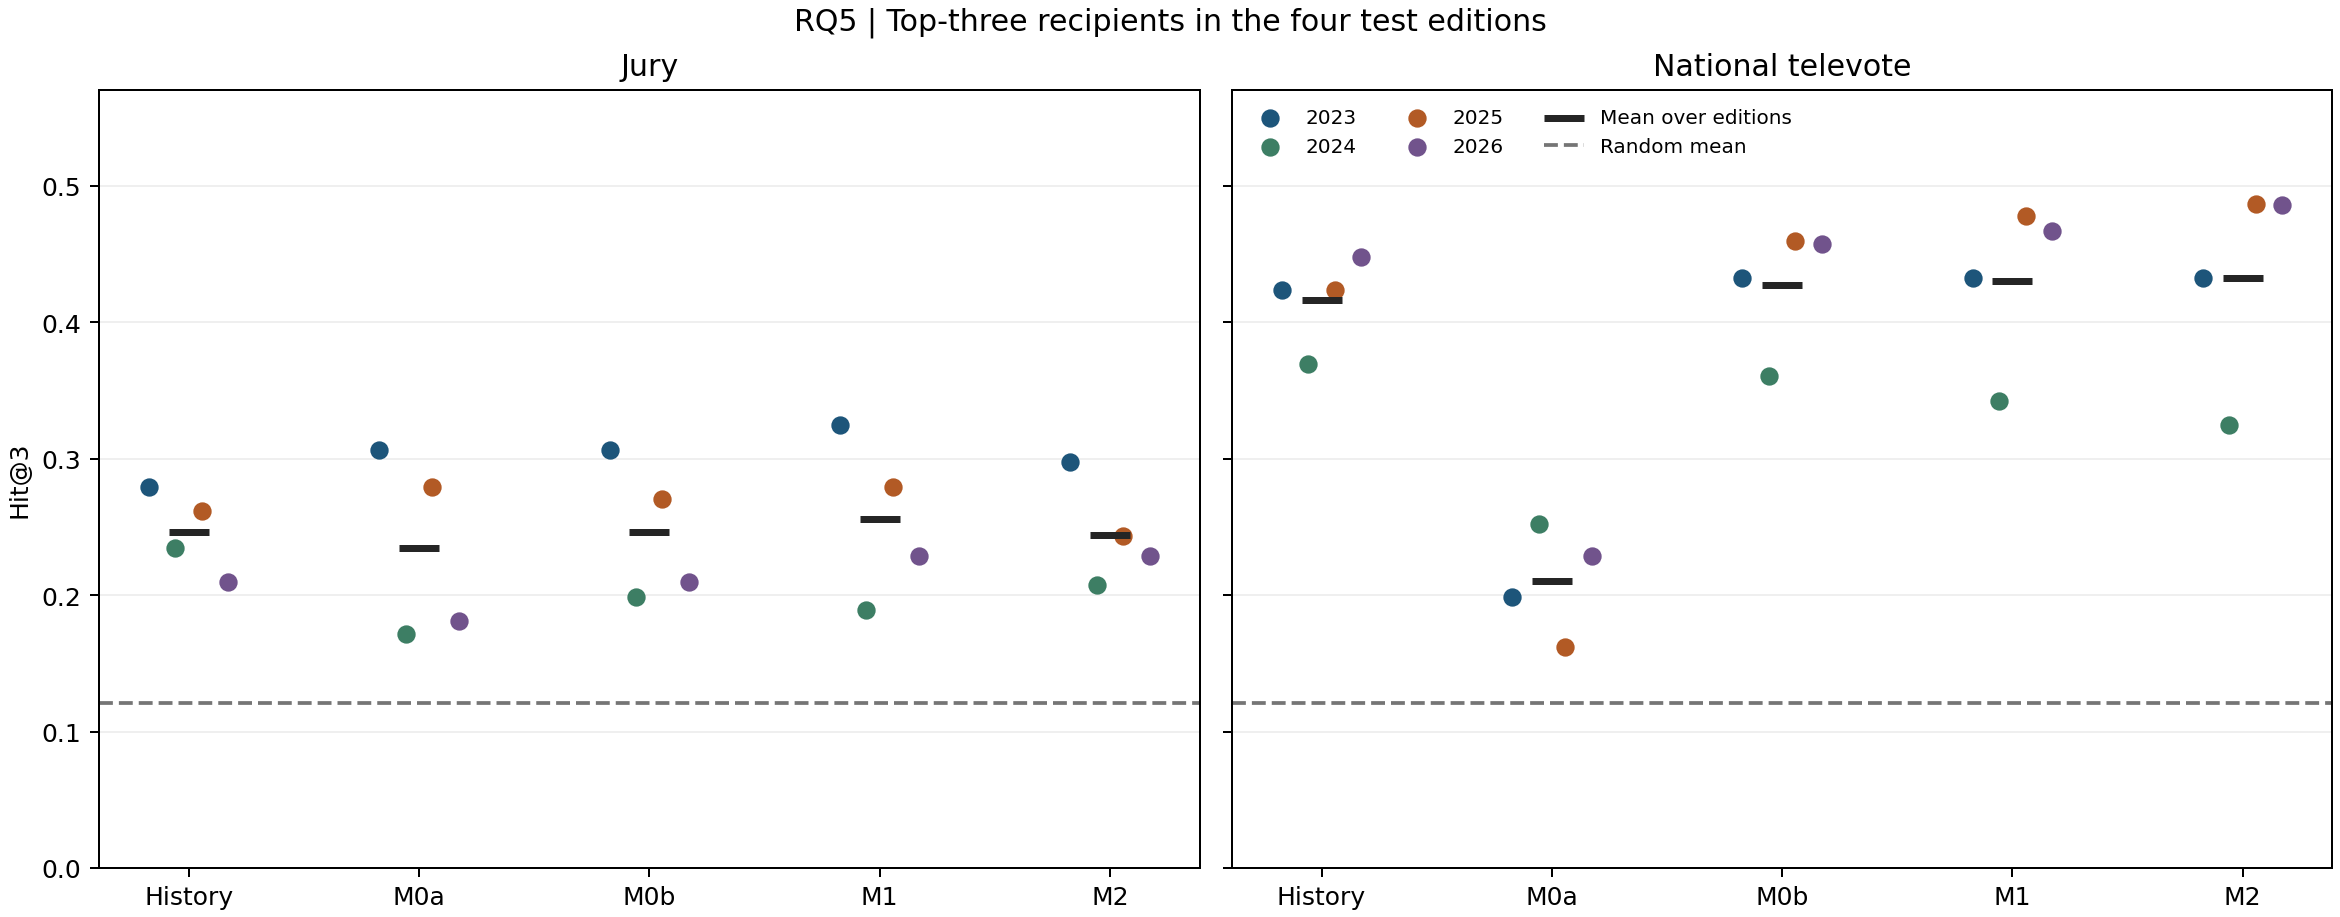 RQ5 | Top-three recipients in the four test editions
Jury
Hit@3
0.5
0.4
0.3
0.2
0.1
0.0
History
M0a
M0b
M1
M2
National televote
2023
2024
2025
2026
Mean over editions
Random mean
History
M0a
M0b
M1
M2